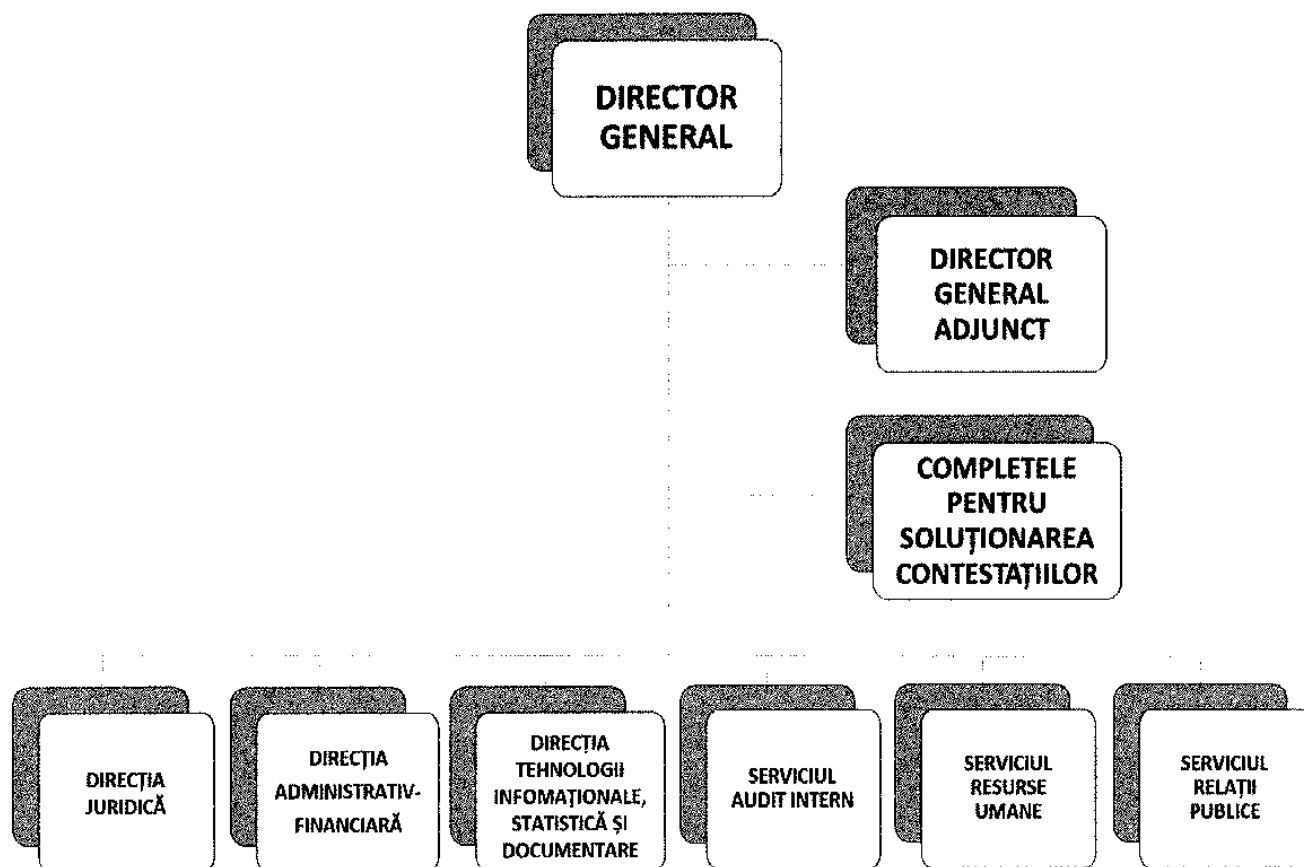 DIRECTOR
GENERAL
DIRECTOR
GENERAL
ADJUNCT
COMPLETELE
PENTRU
SOLUȚIONAREA
CONTESTAȚIILOR
DIRECȚIA
JURIDICĂ
DIRECȚIA
ADMINISTRATIV-
FINANCIARĂ
DIRECȚIA
TEHNOLOGII
INFOMAȚIONALE,
STATISTICĂ ȘI
DOCUMENTARE
SERVICIUL
AUDIT INTERN
SERVICIUL
RESURSE
UMANE
SERVICIUL
RELAȚII
PUBLICE